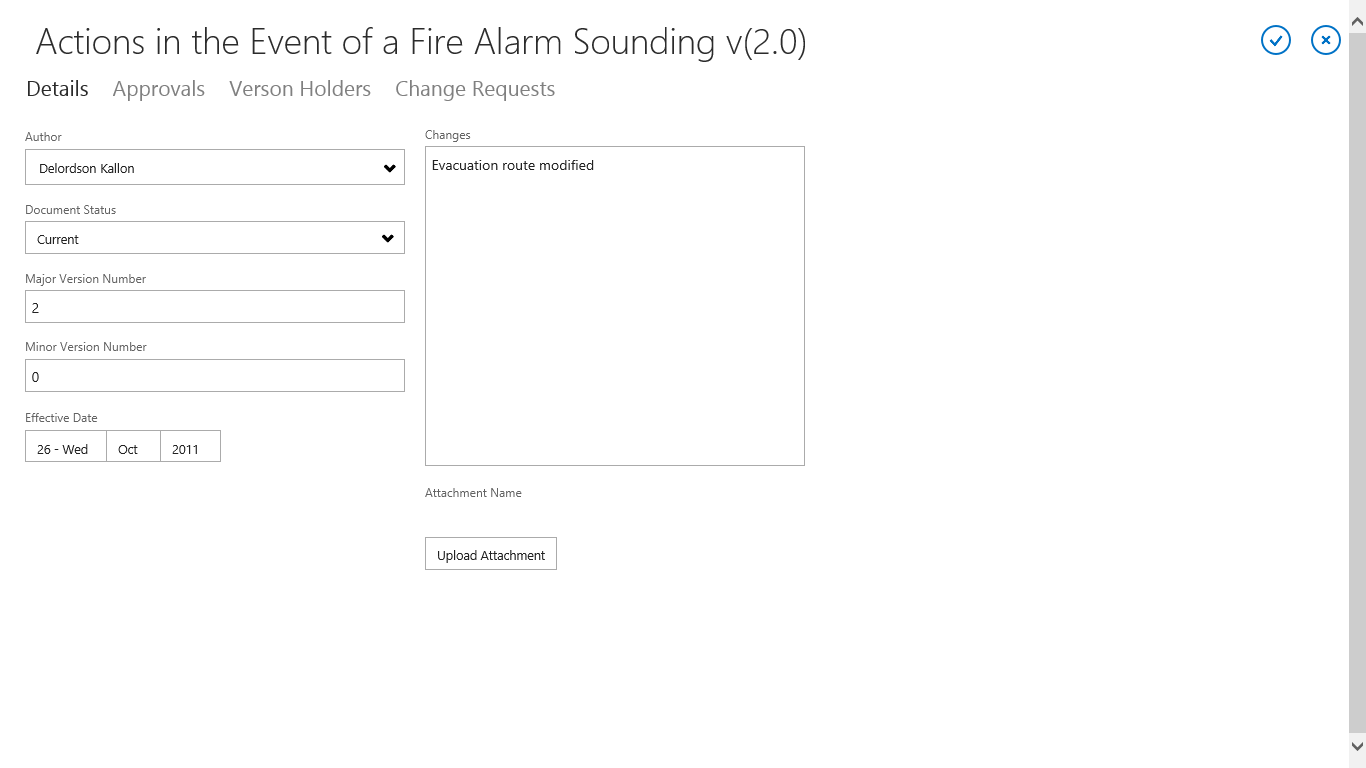 Actions in the Event of a Fire Alarm Sounding v(2.0)
Details Approvals Verson Holders Change Requests
Author
Delordson Kallon
Document Status
Current
Major Version Number
2
Minor Version Number
0
Effective Date
26 - Wed Oct 2011
Changes
Evacuation route modified
Attachment Name
Upload Attachment